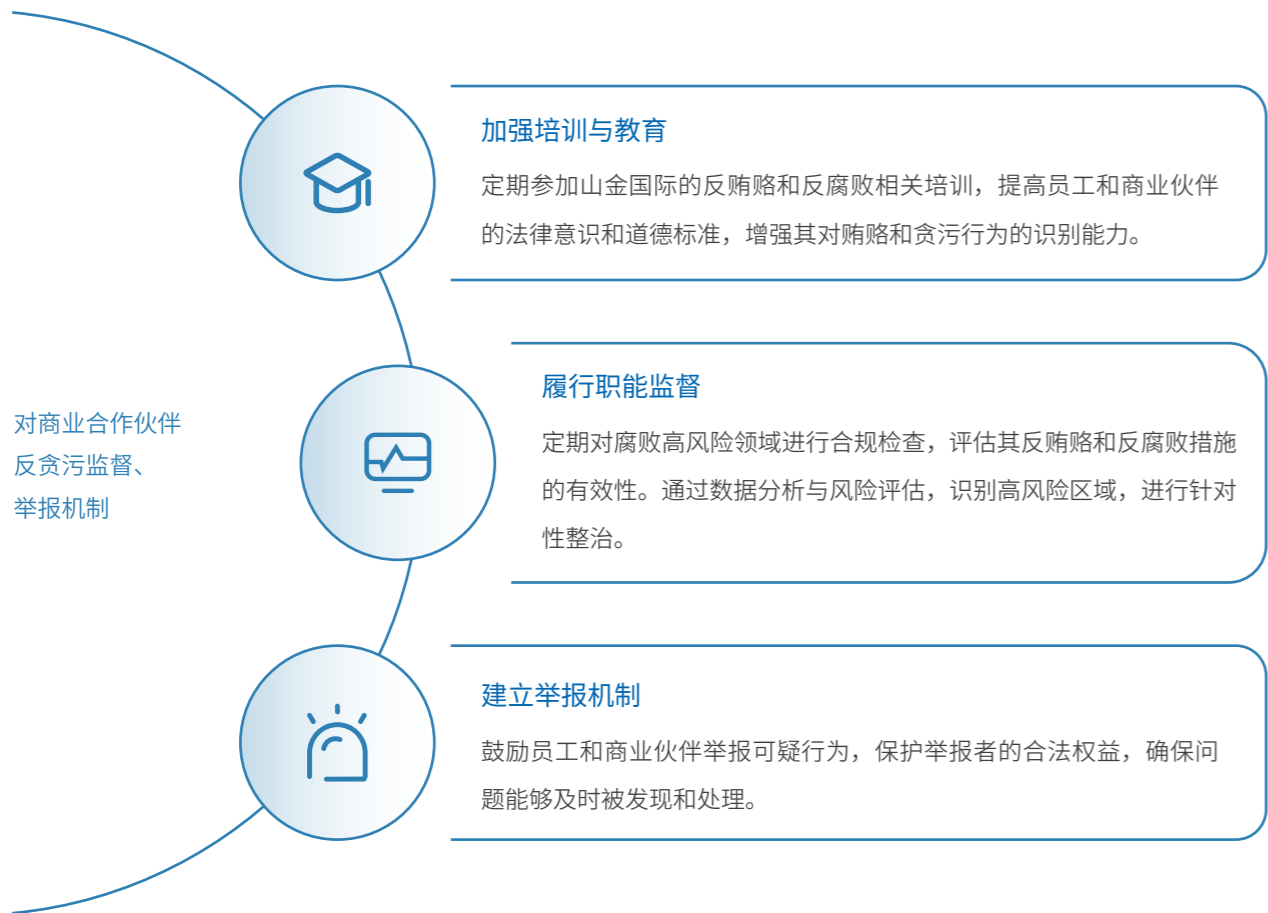 对商业合作伙伴
反贪污监督、
举报机制
加强培训与教育
定期参加山金国际的反贿赂和反腐败相关培训，提高员工和商业伙伴
的法律意识和道德标准，增强其对贿赂和贪污行为的识别能力。
履行职能监督
定期对腐败高风险领域进行合规检查，评估其反贿赂和反腐败措施
的有效性。通过数据分析与风险评估，识别高风险区域，进行针对
性整治。
建立举报机制
鼓励员工和商业伙伴举报可疑行为，保护举报者的合法权益，确保问
题能够及时被发现和处理。